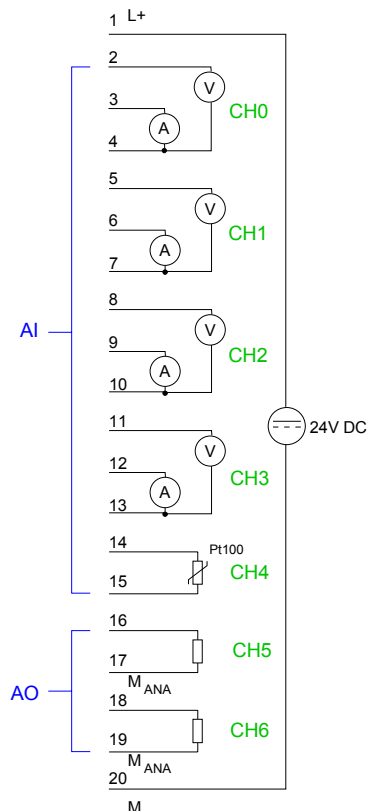 1 L+
2
V
3
CH0
A
4
5
V
6
CH1
A
7
8
V
AI
9
CH2
A
10
11
24V DC
V
12
CH3
A
13
14
Pt100
CH4
15
16
CH5
17
M ANA
AO
18
CH6
19
M ANA
20
M